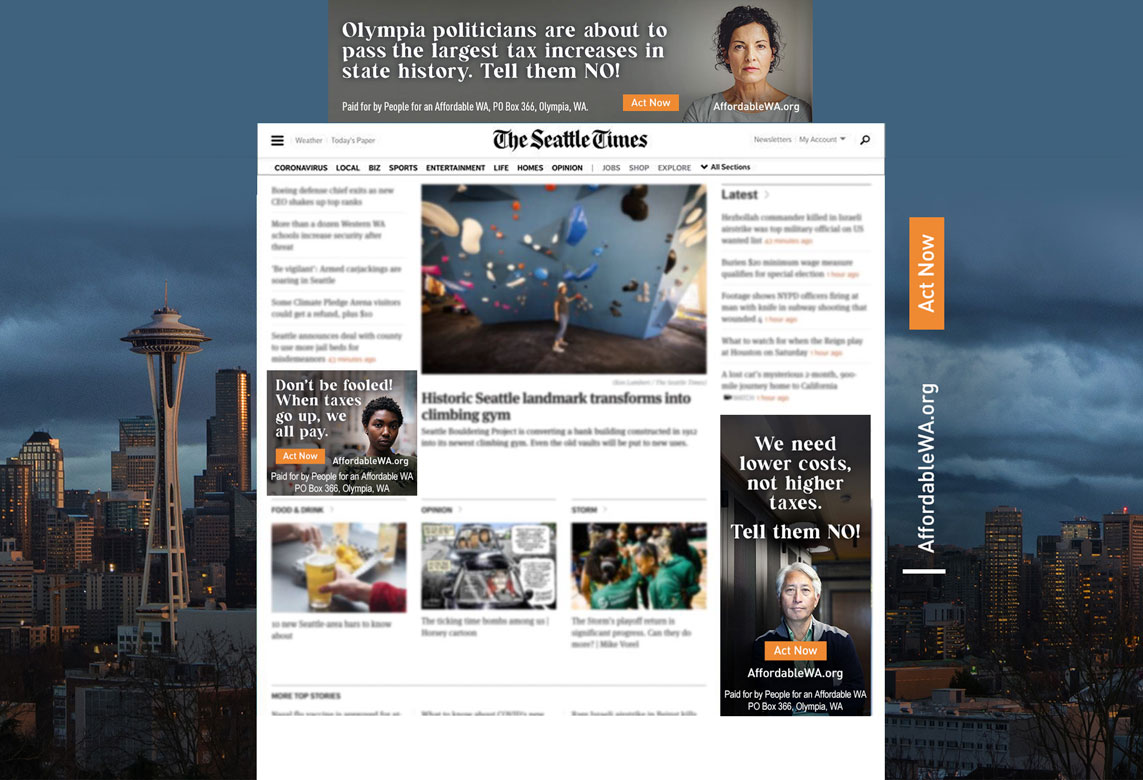 Olympia politicians are about to
pass the largest tax increases in
state history. Tell them NO!
Paid for by People for an Affordable WA, PO Box 366, Olympia, WA.
Act Now
AffordableWA.org
Weather Today's Paper
The Seattle Times
Newsletters My Account
CORONAVIRUS LOCAL BIZ SPORTS ENTERTAINMENT LIFE HOMES OPINION | JOBS SHOP EXPLORE All Sections
Boeing defense chief exits as new
CEO shakes up top ranks
More than a dozen Western WA
schools increase security after
threat
'Be vigilant': Armed carjackings are
soaring in Seattle
Some Climate Pledge Arena visitors
could get a refund, plus $10
Seattle announces deal with county
to use more jail beds for
misdemeanors 43 minutes ago
Don't be fooled!
When taxes
go up, we
all pay.
Act Now
AffordableWA.org
Paid for by People for an Affordable WA
PO Box 366, Olympia, WA
(Ken Lambert / The Seattle Times)
Historic Seattle landmark transforms into
climbing gym
Seattle Bouldering Project is converting a bank building constructed in 1912
into its newest climbing gym. Even the old vaults will be put to new uses.
Latest
Hezbollah commander killed in Israeli
airstrike was top military official on US
wanted list 43 minutes ago
Burien $20 minimum wage measure
qualifies for special election 1 hour ago
Footage shows NYPD officers firing at
man with knife in subway shooting that
wounded 4 1 hour ago
What to watch for when the Reign play
at Houston on Saturday 1 hour ago
A lost cat's mysterious 2-month, 900-
mile journey home to California
WATCH 1 hour ago
We need
lower costs,
not higher
taxes.
Tell them NO!
Act Now
AffordableWA.org
Paid for by People for an Affordable WA
PO Box 366, Olympia, WA
FOOD & DRINK
10 new Seattle-area bars to know
about
OPINION
The ticking time bombs among us |
Horsey cartoon
STORM
The Storm's playoff return is
significant progress. Can they do
more? | Mike Vorel
MORE TOP STORIES
Act Now
AffordableWA.org